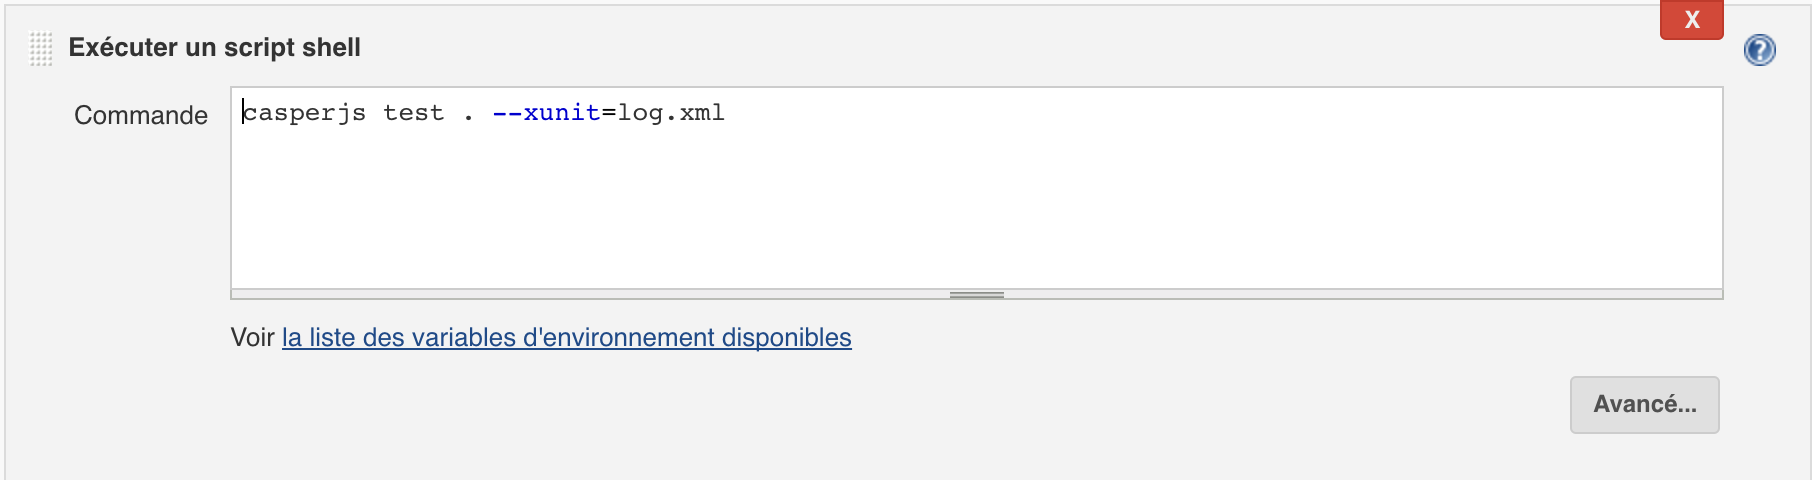 X
Exécuter un script shell
?
Commande
casperjs test . --xunit=log.xml
Voir la liste des variables d'environnement disponibles
Avancé...